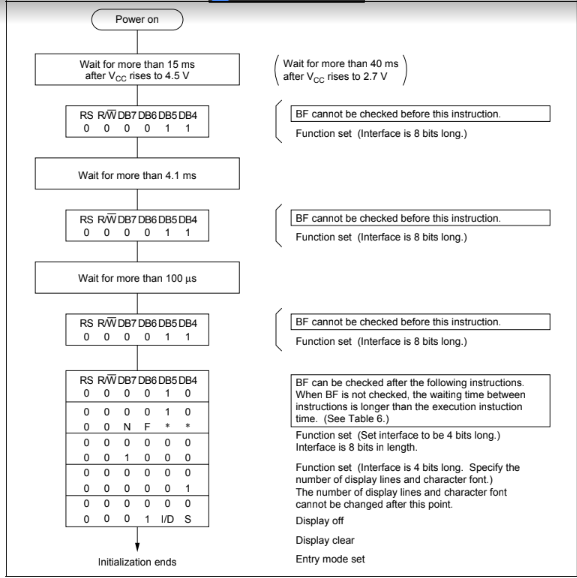 Power on
Wait for more than 15 ms
after VCC rises to 4.5 V
Wait for more than 40 ms
after VCC rises to 2.7 V
RS R/W DB7 DB6 DB5 DB4
0 0 0 0 1 1
BF cannot be checked before this instruction.
Function set (Interface is 8 bits long.)
Wait for more than 4.1 ms
RS R/W DB7 DB6 DB5 DB4
0 0 0 0 1 1
BF cannot be checked before this instruction.
Function set (Interface is 8 bits long.)
Wait for more than 100 µs
RS R/W DB7 DB6 DB5 DB4
0 0 0 0 1 1
BF cannot be checked before this instruction.
Function set (Interface is 8 bits long.)
RS R/W DB7 DB6 DB5 DB4
0 0 0 0 1 0
0 0 0 0 1 0
0 0 N F * *
0 0 0 0 0 0
0 0 1 0 0 0
0 0 0 0 0 0
0 0 0 0 0 1
0 0 0 0 0 0
0 0 0 1 I/D S
Initialization ends
BF can be checked after the following instructions.
When BF is not checked, the waiting time between
instructions is longer than the execution instuction
time. (See Table 6.)
Function set (Set interface to be 4 bits long.)
Interface is 8 bits in length.
Function set (Interface is 4 bits long. Specify the
number of display lines and character font.)
The number of display lines and character font
cannot be changed after this point.
Display off
Display clear
Entry mode set